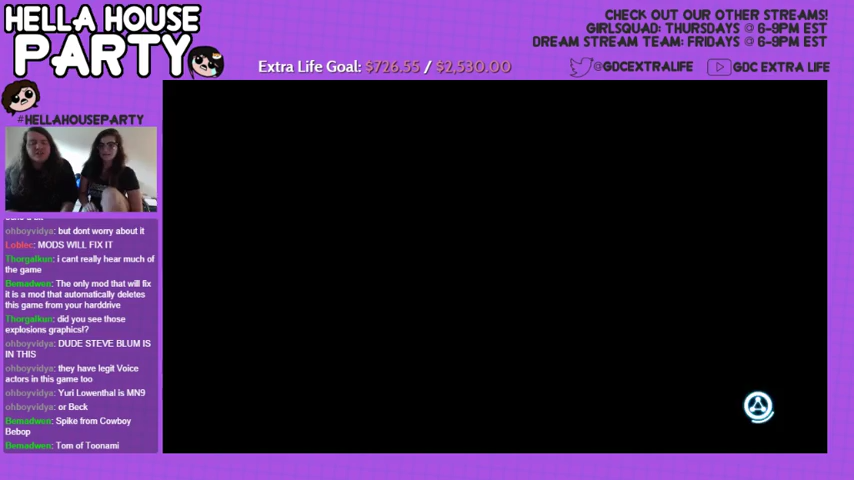 HELLA HOUSE
PARTY
CHECK OUT OUR OTHER STREAMS!
GIRLSQUAD: THURSDAYS @ 6-9PM EST
DREAM STREAM TEAM: FRIDAYS @ 6-9PM EST
Extra Life Goal: $726.55 / $2,530.00
@GDCEXTRALIFE
GDC EXTRA LIFE
#HELLAHOUSEPARTY
ohboyvidya: but dont worry about it
Loblec: MODS WILL FIX IT
Thorgalkun: i cant really hear much of
the game
Bemadwen: The only mod that will fix
it is a mod that automatically deletes
this game from your harddrive
Thorgalkun: did you see those
explosions graphics!?
ohboyvidya: DUDE STEVE BLUM IS
IN THIS
ohboyvidya: they have legit Voice
actors in this game too
ohboyvidya: Yuri Lowenthal is MN9
ohboyvidya: or Beck
Bemadwen: Spike from Cowboy
Bebop
Bemadwen: Tom of Toonami